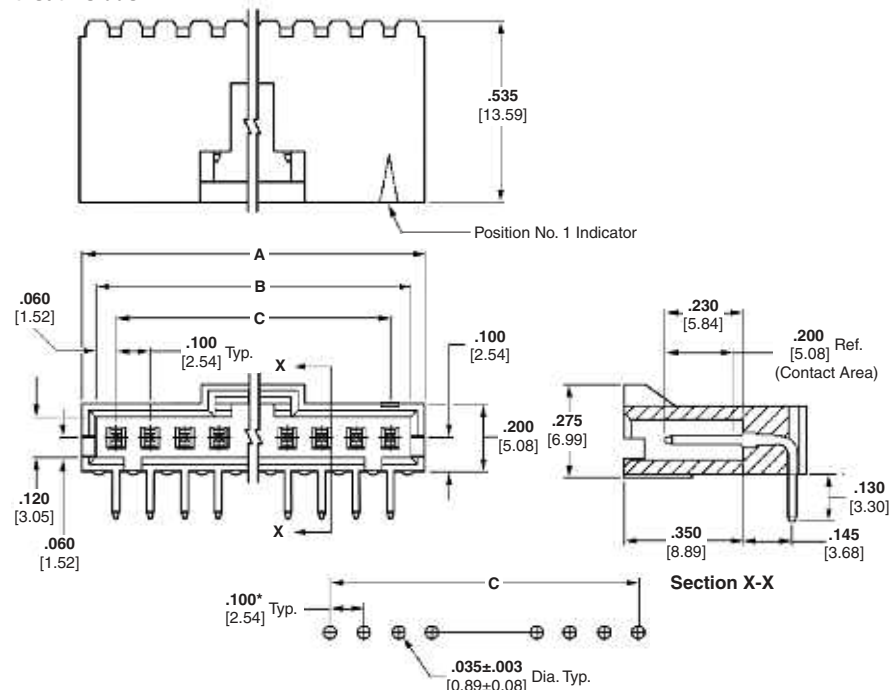 .535
[13.59]
Position No. 1 Indicator
A
B
C
.060
[1.52]
.100
[2.54] Typ.
X
.100
[2.54]
.230
[5.84]
.200
[5.08] Ref.
(Contact Area)
.200
[5.08]
.275
[6.99]
.120
[3.05]
.060
[1.52]
X
.130
[3.30]
.350
[8.89]
.145
[3.68]
Section X-X
C
.100*
[2.54] Typ.
.035±.003
[0.89±0.08] Dia. Typ.